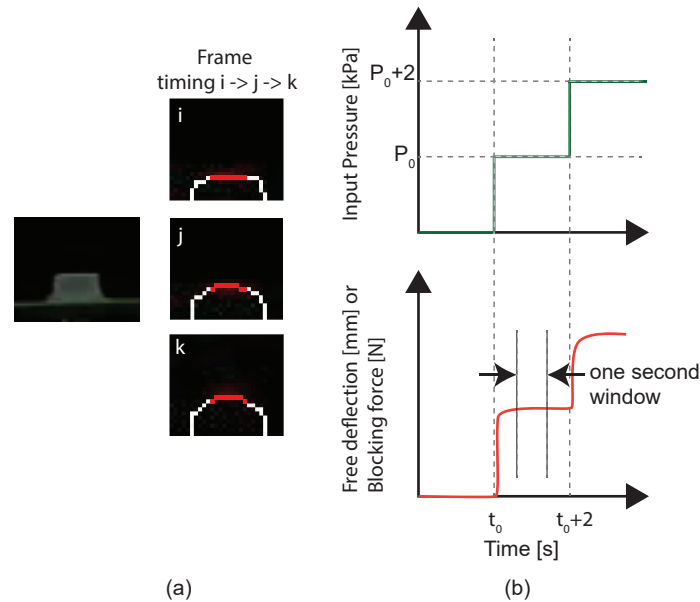 Frame
timing i -> j -> k
i
j
k
(a)
Input Pressure [kPa]
P₀+2
P₀
Free deflection [mm] or
Blocking force [N]
one second
window
t₀
t₀+2
Time [s]
(b)